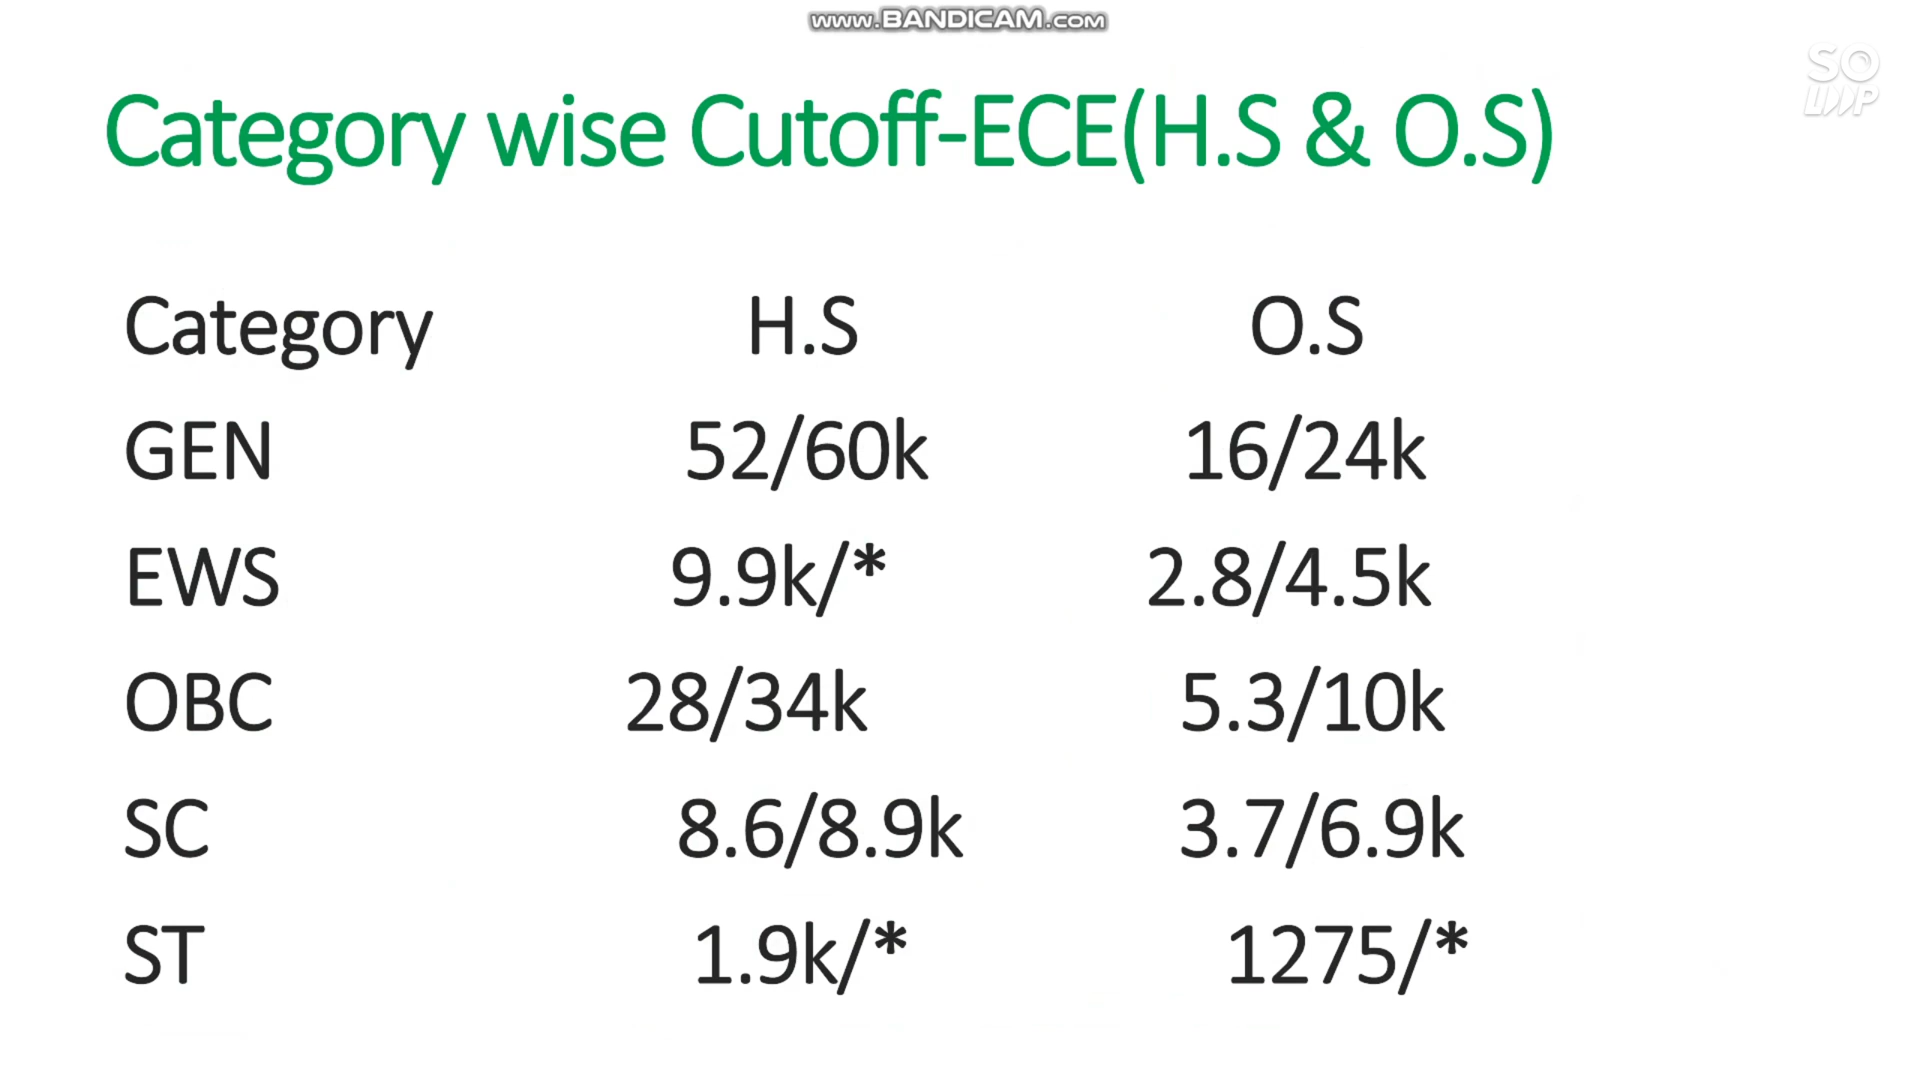 www.BANDICAM.com
SO
LMP
Category wise Cutoff-ECE(H.S & O.S)
Category H.S O.S
GEN 52/60k 16/24k
EWS 9.9k/* 2.8/4.5k
OBC 28/34k 5.3/10k
SC 8.6/8.9k 3.7/6.9k
ST 1.9k/* 1275/*